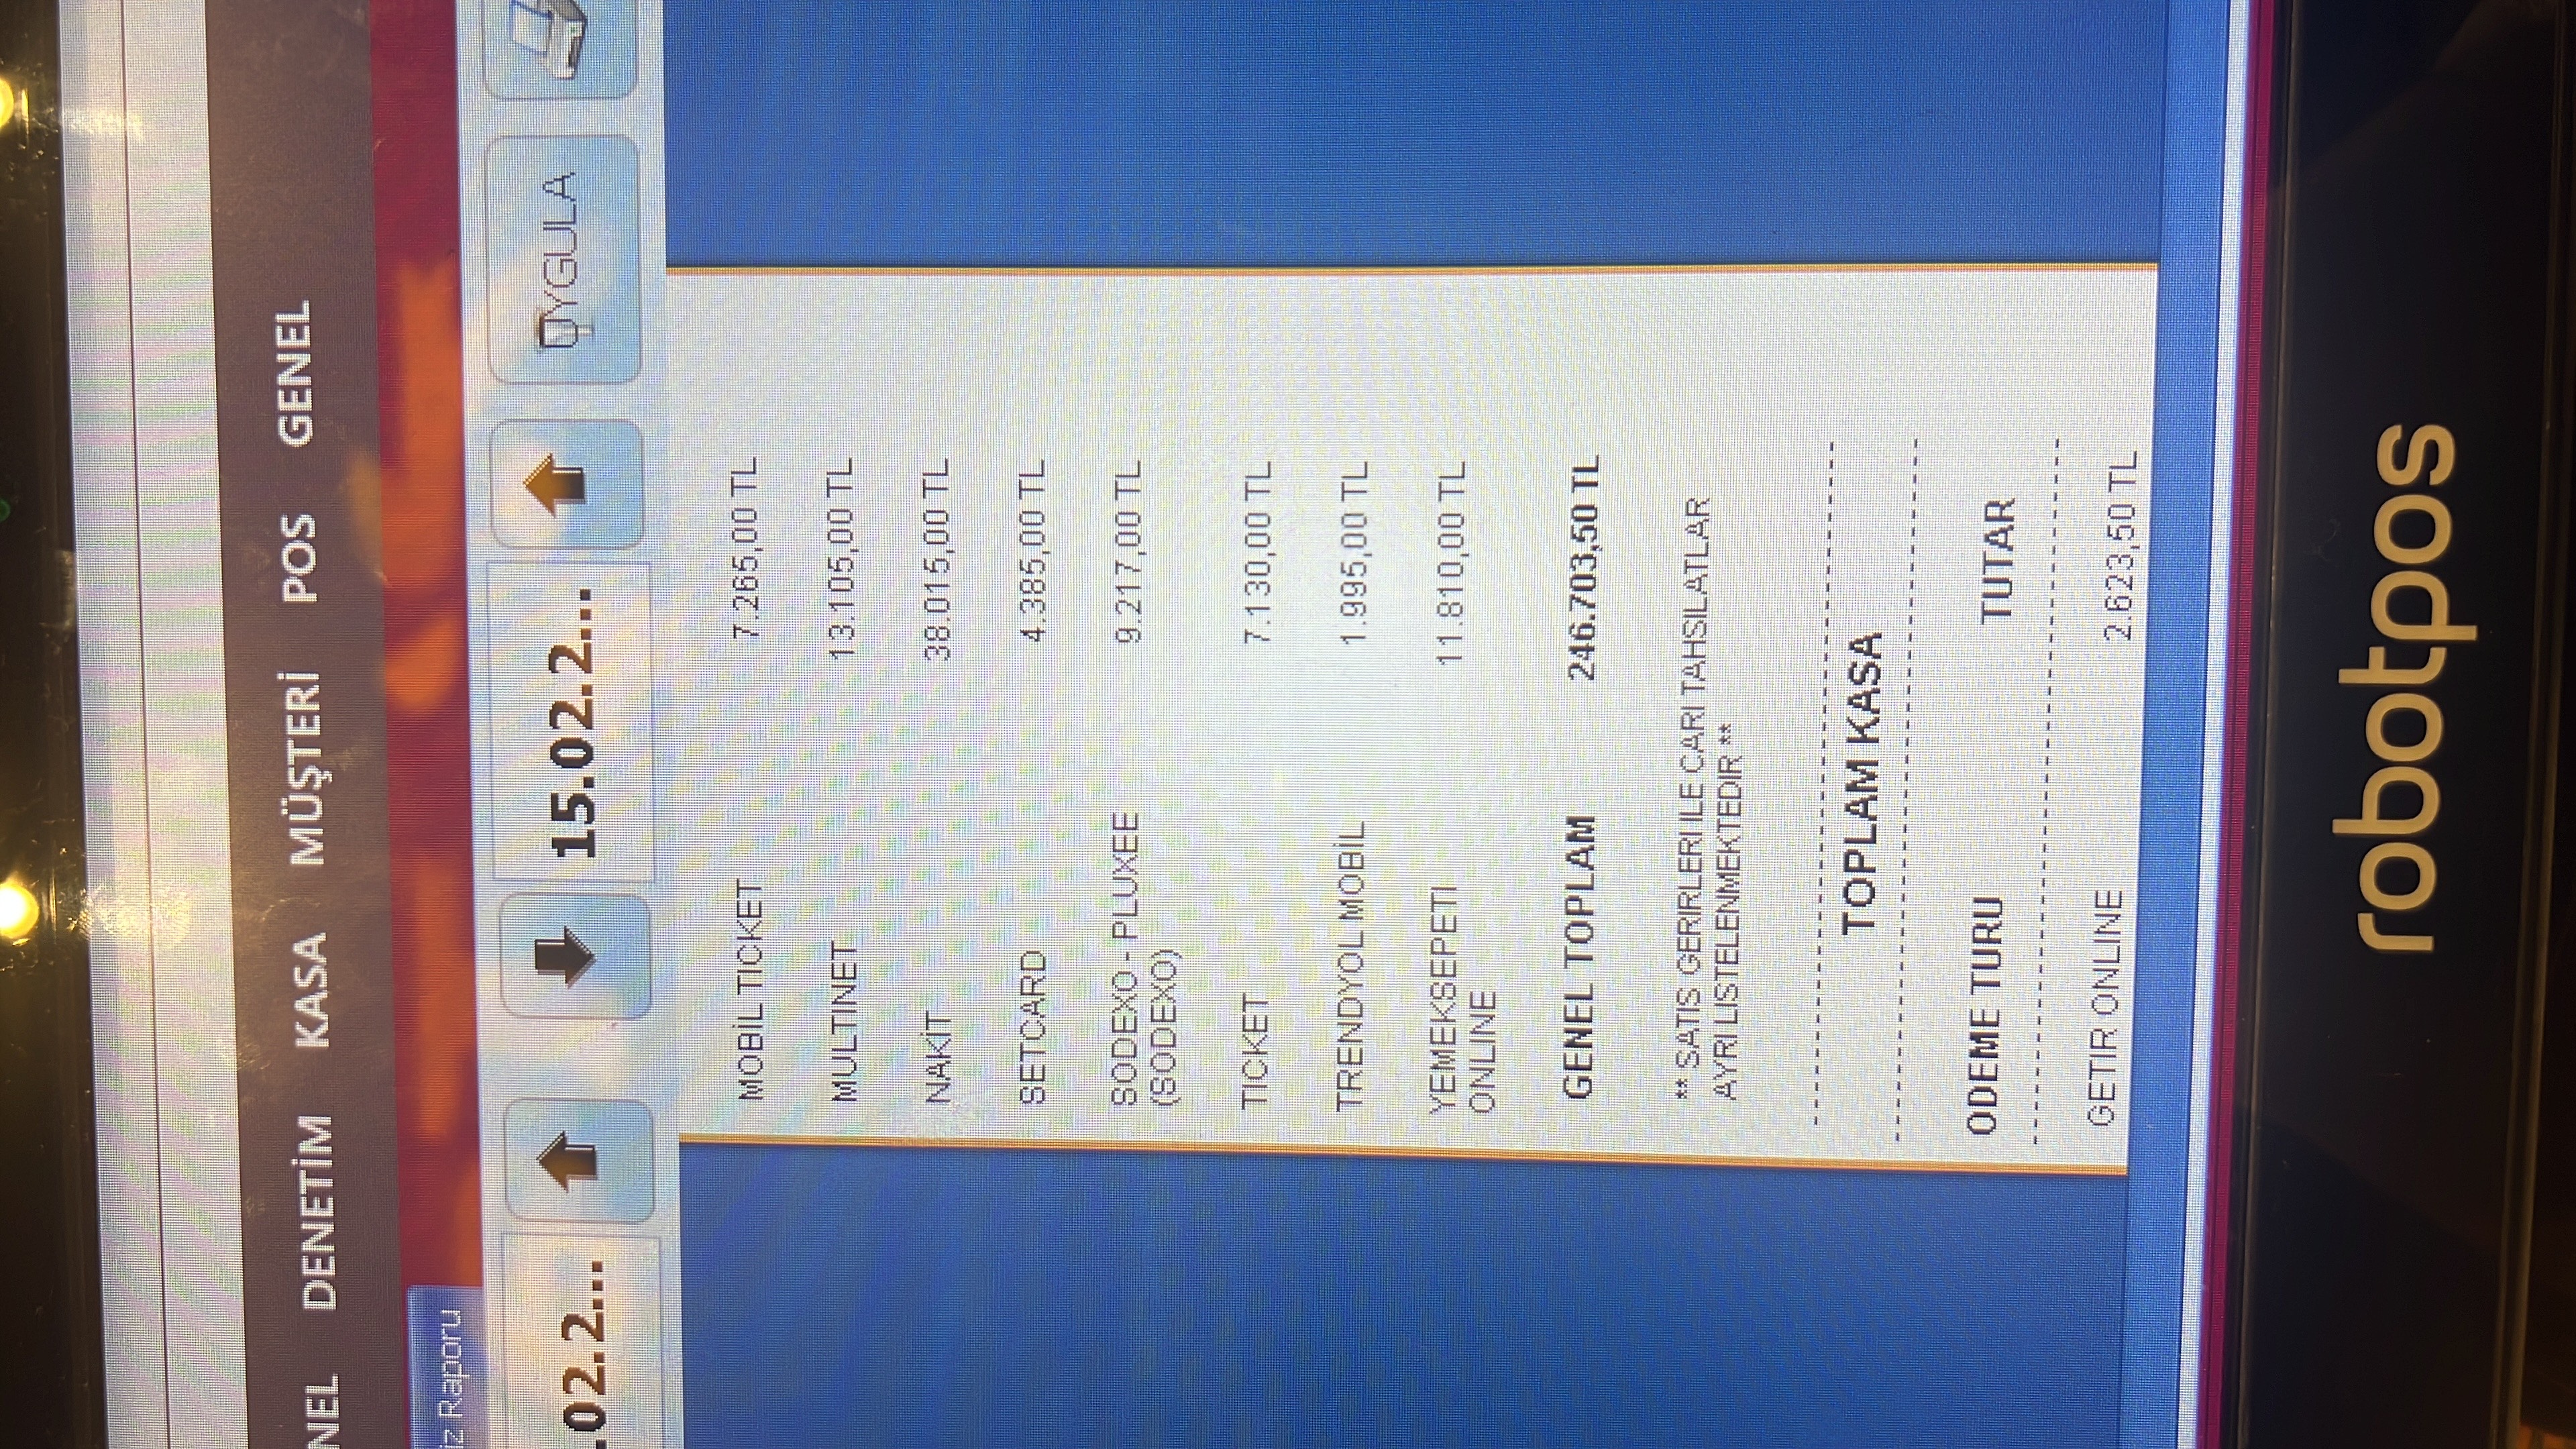 NEL DENETİM KASA MÜŞTERİ POS GENEL
iz Raporu
.02.2... 15.02.2... UYGULA
MOBİL TICKET 7.265,00 TL
MULTINET 13.105,00 TL
NAKİT 38.015,00 TL
SETCARD 4.385,00 TL
SODEXO - PLUXEE 9.217,00 TL
(SODEXO)
TICKET 7.130,00 TL
TRENDYOL MOBİL 1.995,00 TL
YEMEKSEPETI 11.810,00 TL
ONLINE
GENEL TOPLAM 246.703,50 TL
** SATIS GERIRLERI ILE CARI TAHSILATLAR
AYRI LISTELENMEKTEDIR **
TOPLAM KASA
ODEME TURU TUTAR
GETIR ONLINE 2.623,50 TL
robotpos